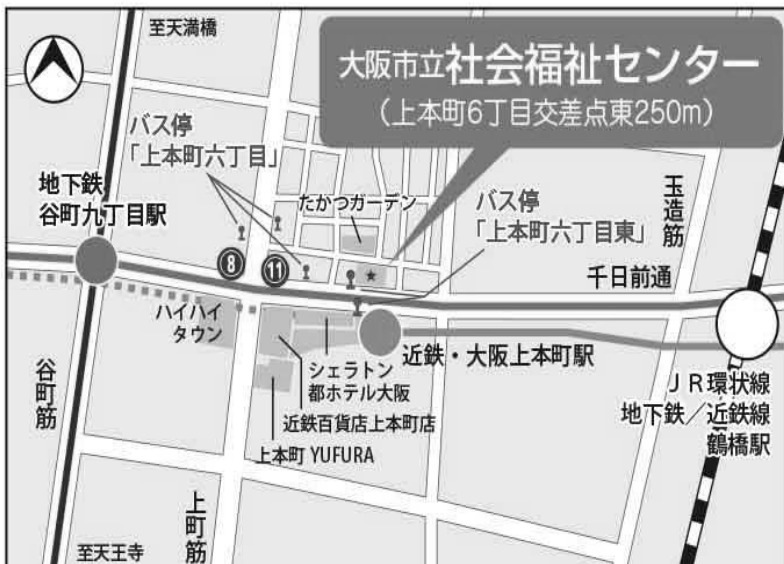 至天満橋
大阪市立社会福祉センター
（上本町6丁目交差点東250m）
バス停
「上本町六丁目」
地下鉄
谷町九丁目駅
たかつガーデン
バス停
「上本町六丁目東」
玉造筋
8
11
千日前通
ハイハイ
タウン
シェラトン
都ホテル大阪
近鉄・大阪上本町駅
近鉄百貨店上本町店
上本町 YUFURA
JR環状線
地下鉄／近鉄線
鶴橋駅
谷町筋
上町筋
至天王寺